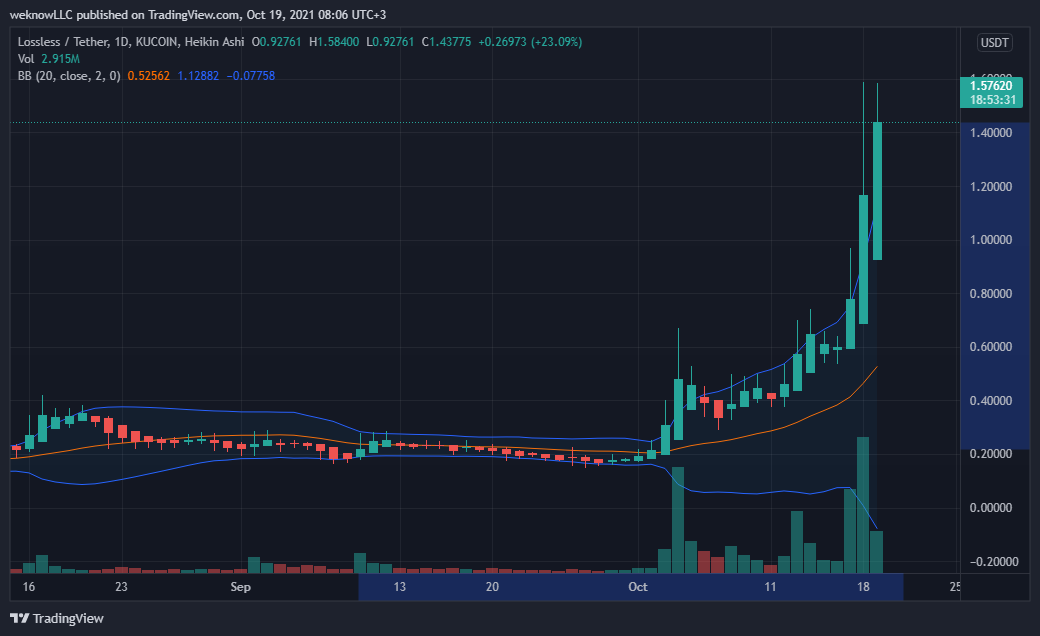 weknowLLC published on TradingView.com, Oct 19, 2021 08:06 UTC+3
Lossless / Tether, 1D, KUCOIN, Heikin Ashi O0.92761 H1.58400 L0.92761 C1.43775 +0.26973 (+23.09%)
Vol 2.915M
BB (20, close, 2, 0) 0.52562 1.12882 −0.07758
USDT
1.57620
18:53:31
1.40000
1.20000
1.00000
0.80000
0.60000
0.40000
0.20000
0.00000
−0.20000
16 23 Sep 13 20 Oct 11 18 25
TradingView